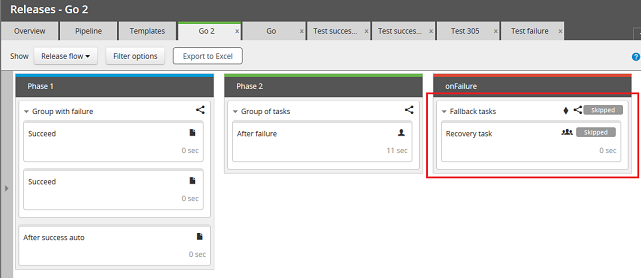 Releases - Go 2
Overview
Pipeline
Templates
Go 2 x
Go x
Test succes... x
Test succes... x
Test 305 x
Test failure x
Show
Release flow
Filter options
Export to Excel
?
Phase 1
Group with failure
Succeed
0 sec
Succeed
0 sec
After success auto
0 sec
Phase 2
Group of tasks
After failure
11 sec
onFailure
Fallback tasks
Skipped
Recovery task
Skipped
0 sec